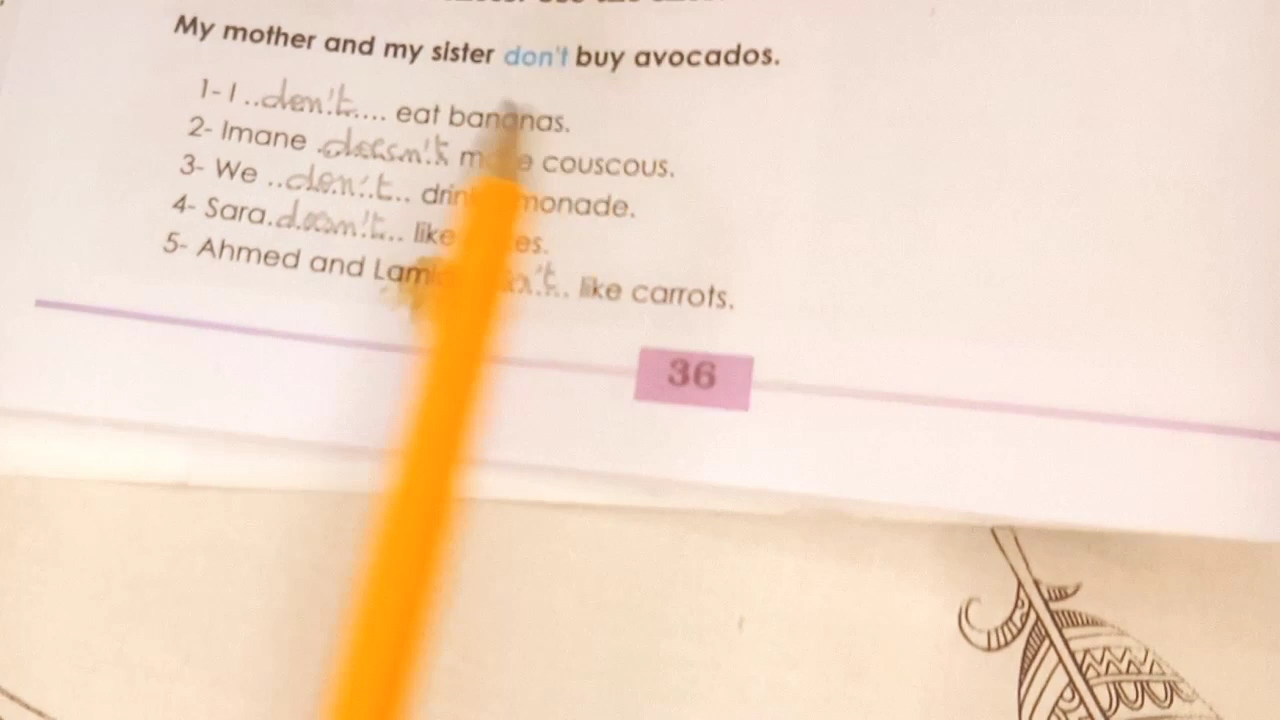 My mother and my sister don't buy avocados.
1- I ..don't.... eat bananas.
2- Imane .doesn't couscous.
3- We ..don't.. 
4- Sara.doesn't.. like
5- Ahmed and like carrots.
36